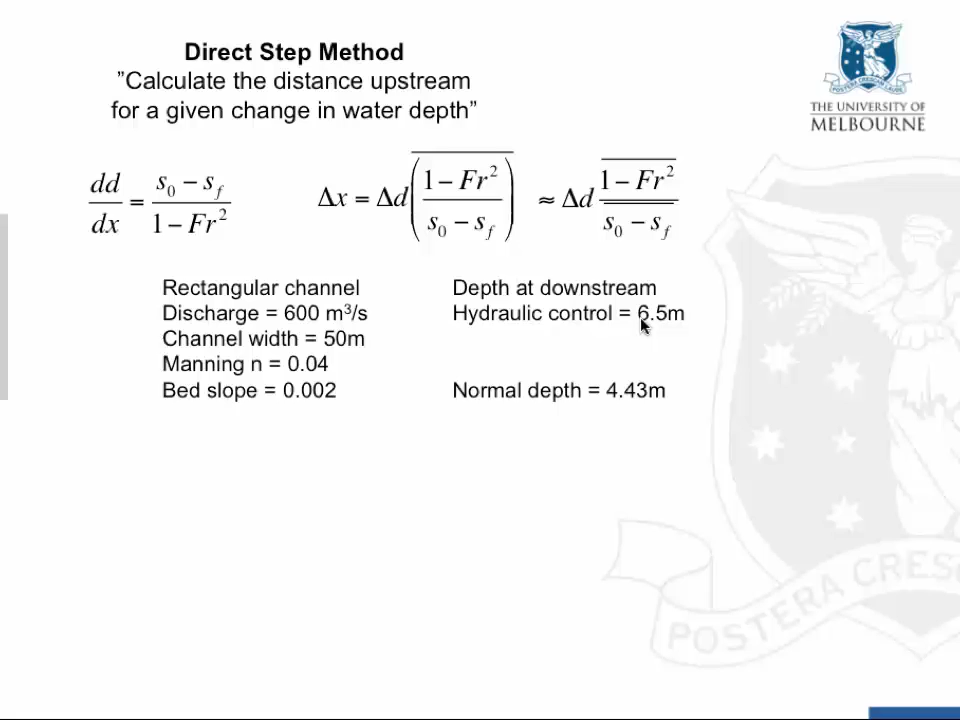 Direct Step Method
”Calculate the distance upstream
for a given change in water depth”
THE UNIVERSITY OF
MELBOURNE
dd/dx = (s₀ − s_f)/(1 − Fr²)
Δx = Δd((1 − Fr²)/(s₀ − s_f)) ≈ Δd (1 − Fr²)/(s₀ − s_f)
Rectangular channel
Discharge = 600 m³/s
Channel width = 50m
Manning n = 0.04
Bed slope = 0.002
Depth at downstream
Hydraulic control = 6.5m
Normal depth = 4.43m
POSTERA CRESC